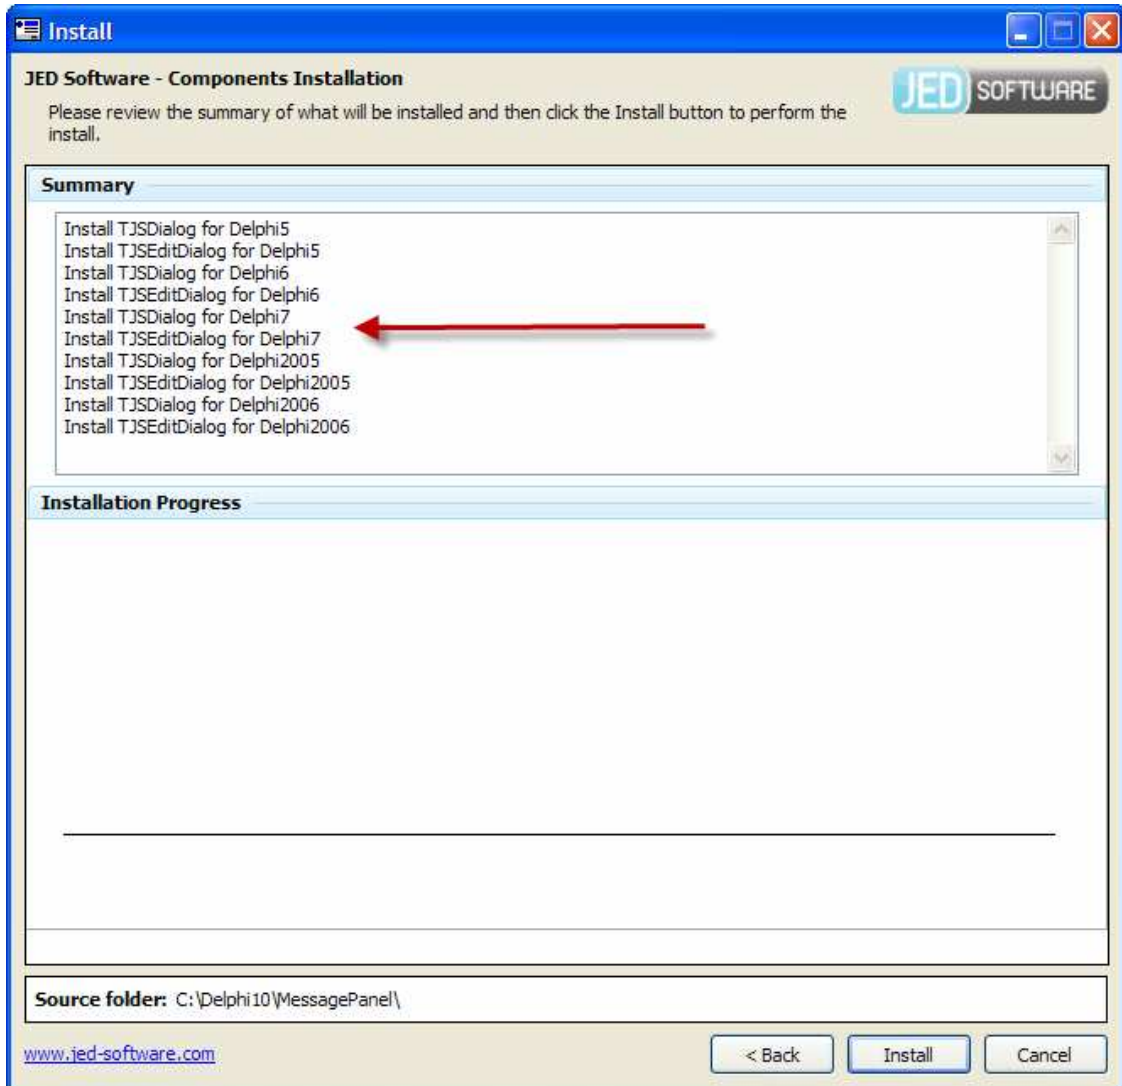 Install
JED Software - Components Installation
JED SOFTWARE
Please review the summary of what will be installed and then click the Install button to perform the
install.
Summary
Install TJSDialog for Delphi5
Install TJSEditDialog for Delphi5
Install TJSDialog for Delphi6
Install TJSEditDialog for Delphi6
Install TJSDialog for Delphi7
Install TJSEditDialog for Delphi7
Install TJSDialog for Delphi2005
Install TJSEditDialog for Delphi2005
Install TJSDialog for Delphi2006
Install TJSEditDialog for Delphi2006
Installation Progress
Source folder: C:\Delphi10\MessagePanel\
www.jed-software.com
< Back
Install
Cancel